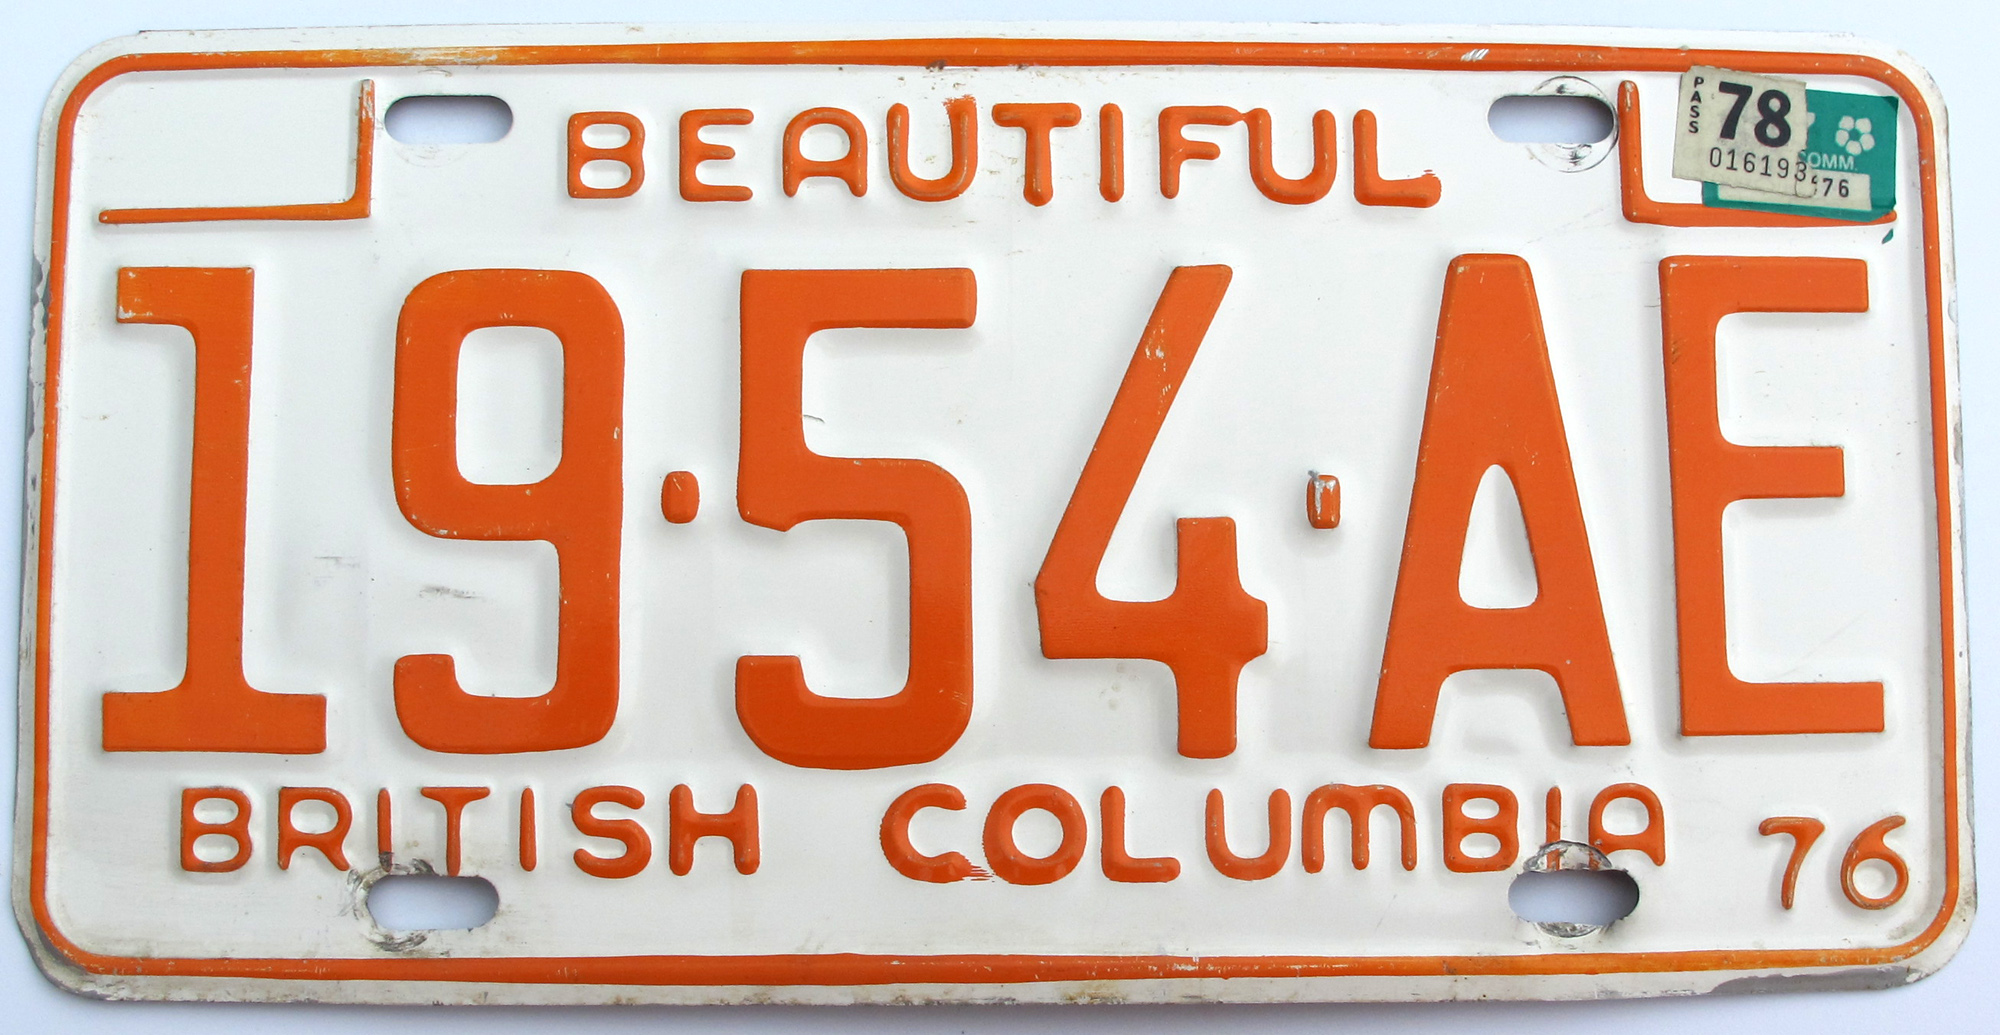 BEAUTIFUL
PASS
78
016193
COMM.
76
19·54·AE
BRITISH COLUMBIA 76